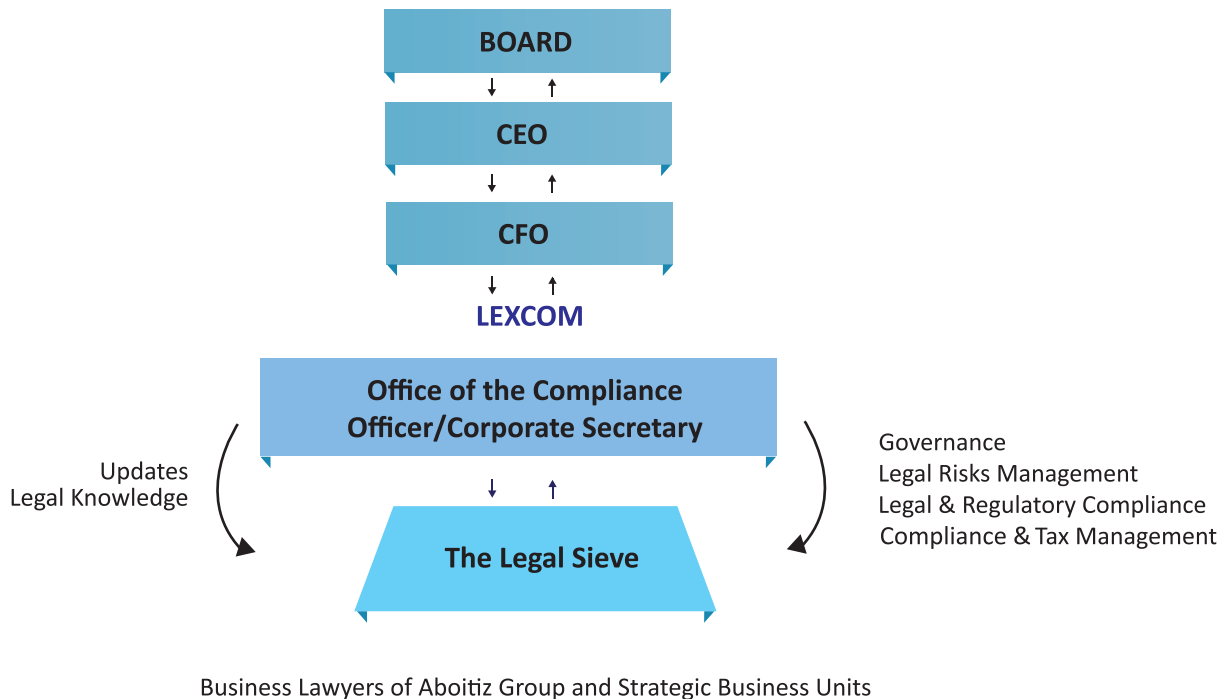 BOARD
CEO
CFO
LEXCOM
Office of the Compliance
Officer/Corporate Secretary
Updates
Legal Knowledge
Governance
Legal Risks Management
Legal & Regulatory Compliance
Compliance & Tax Management
The Legal Sieve
Business Lawyers of Aboitiz Group and Strategic Business Units